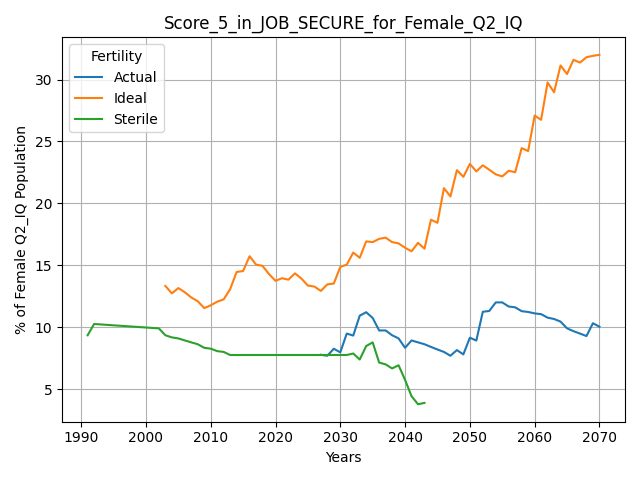 Score_5_in_JOB_SECURE_for_Female_Q2_IQ
Fertility
Actual
Ideal
Sterile
% of Female Q2_IQ Population
30
25
20
15
10
5
1990 2000 2010 2020 2030 2040 2050 2060 2070
Years